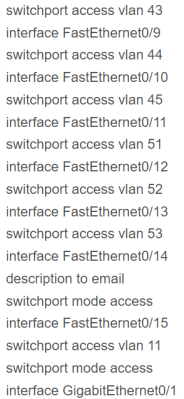 switchport access vlan 43
interface FastEthernet0/9
switchport access vlan 44
interface FastEthernet0/10
switchport access vlan 45
interface FastEthernet0/11
switchport access vlan 51
interface FastEthernet0/12
switchport access vlan 52
interface FastEthernet0/13
switchport access vlan 53
interface FastEthernet0/14
description to email
switchport mode access
interface FastEthernet0/15
switchport access vlan 11
switchport mode access
interface GigabitEthernet0/1